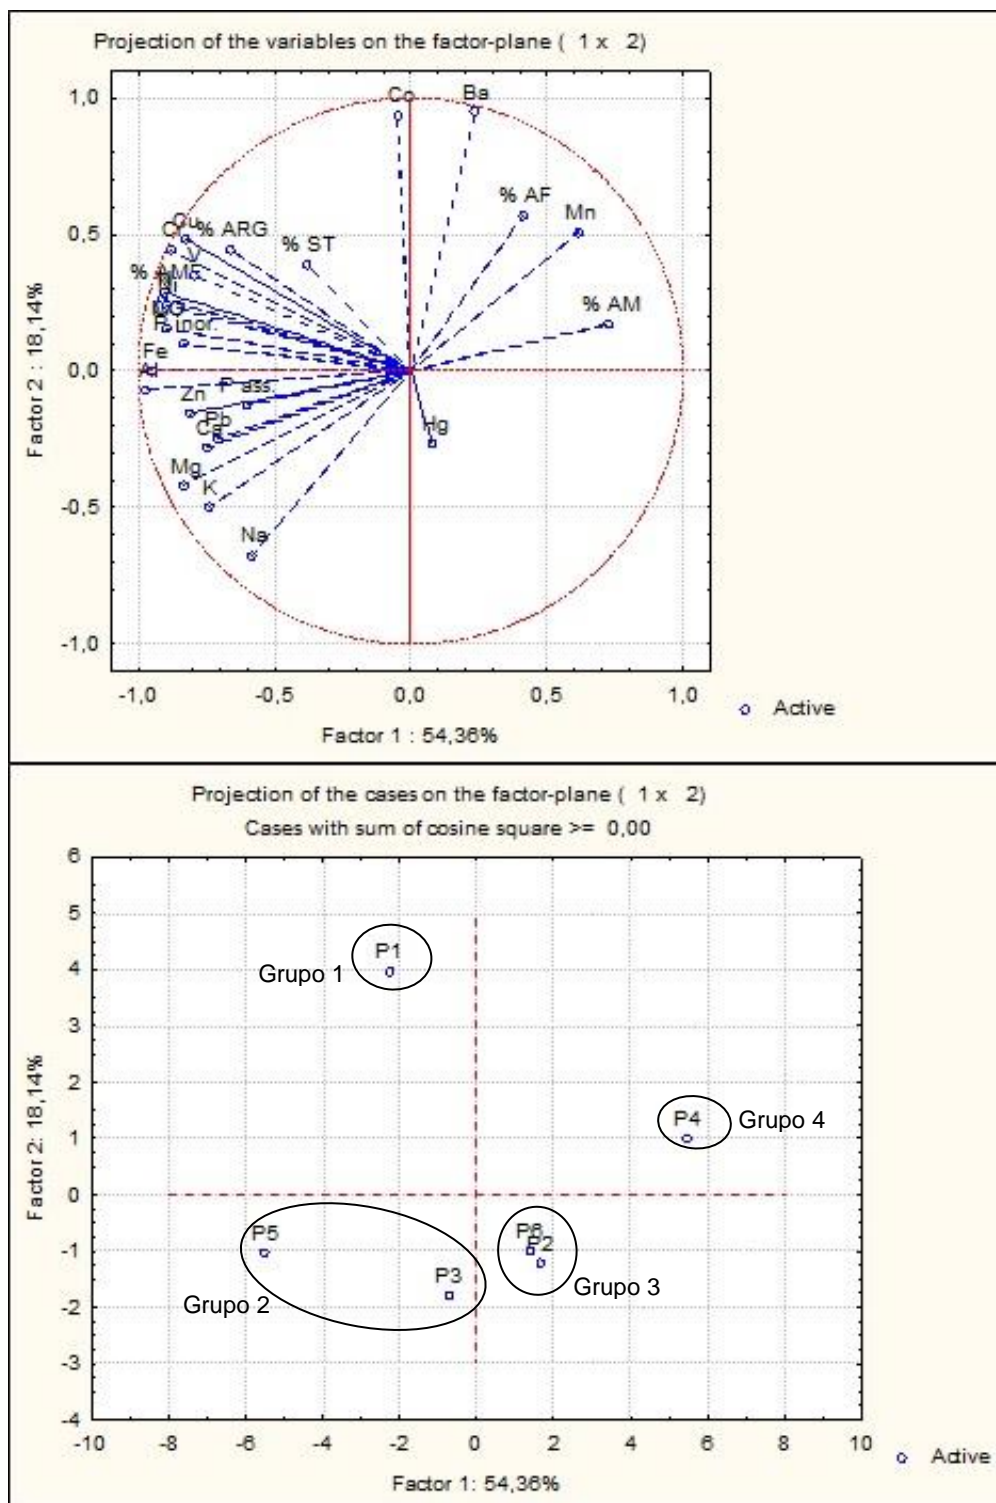 Projection of the variables on the factor-plane ( 1 x 2)
1,0
0,5
0,0
-0,5
-1,0
Factor 2 : 18,14%
Co
Ba
% AF
Mn
% AM
Cu
Cr
% ARG
V
% ST
P inor.
Fe
Al
Zn
P ass.
Pb
Ca
Mg
K
Na
Hg
-1,0 -0,5 0,0 0,5 1,0
Factor 1 : 54,36%
Active
Projection of the cases on the factor-plane ( 1 x 2)
Cases with sum of cosine square >= 0,00
6
5
4
3
2
1
0
-1
-2
-3
-4
Factor 2: 18,14%
P1
Grupo 1
P4
Grupo 4
P5
P3
Grupo 2
P6
P2
Grupo 3
-10 -8 -6 -4 -2 0 2 4 6 8 10
Factor 1: 54,36%
Active